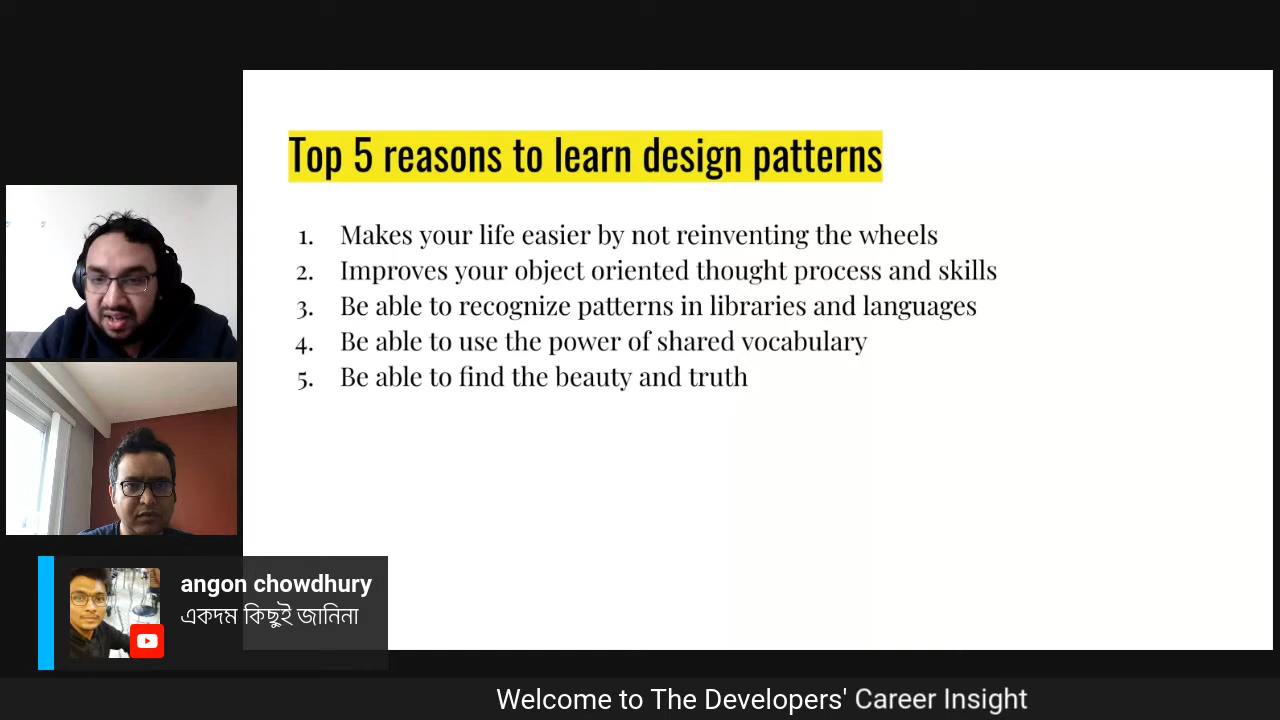 Top 5 reasons to learn design patterns
1. Makes your life easier by not reinventing the wheels
2. Improves your object oriented thought process and skills
3. Be able to recognize patterns in libraries and languages
4. Be able to use the power of shared vocabulary
5. Be able to find the beauty and truth
angon chowdhury
একদম কিছুই জানিনা
Welcome to The Developers' Career Insight